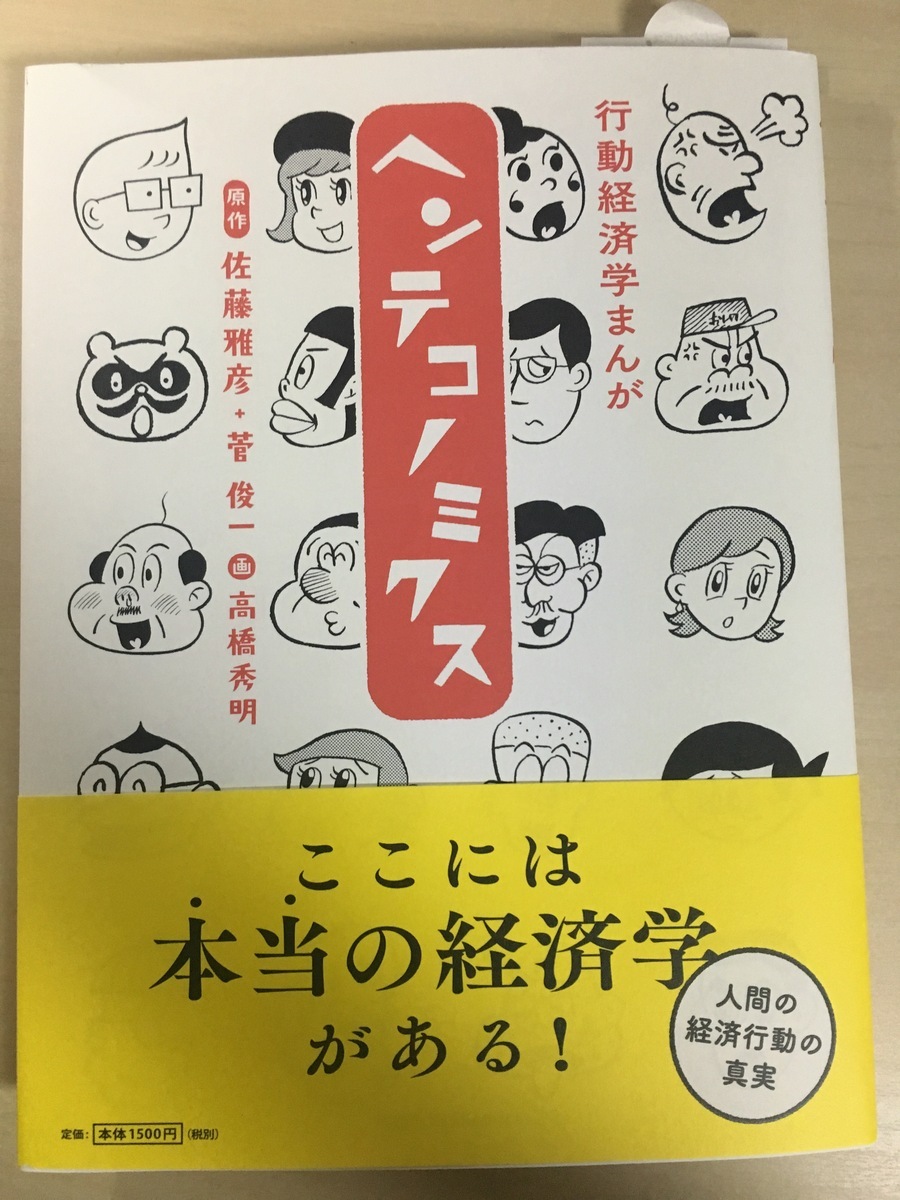 行動経済学まんが
ヘンテコノミクス
原作 佐藤雅彦+菅 俊一 画 高橋秀明
おしの
ここには
本当の経済学
がある!
人間の
経済行動の
真実
定価: 本体1500円 (税別)